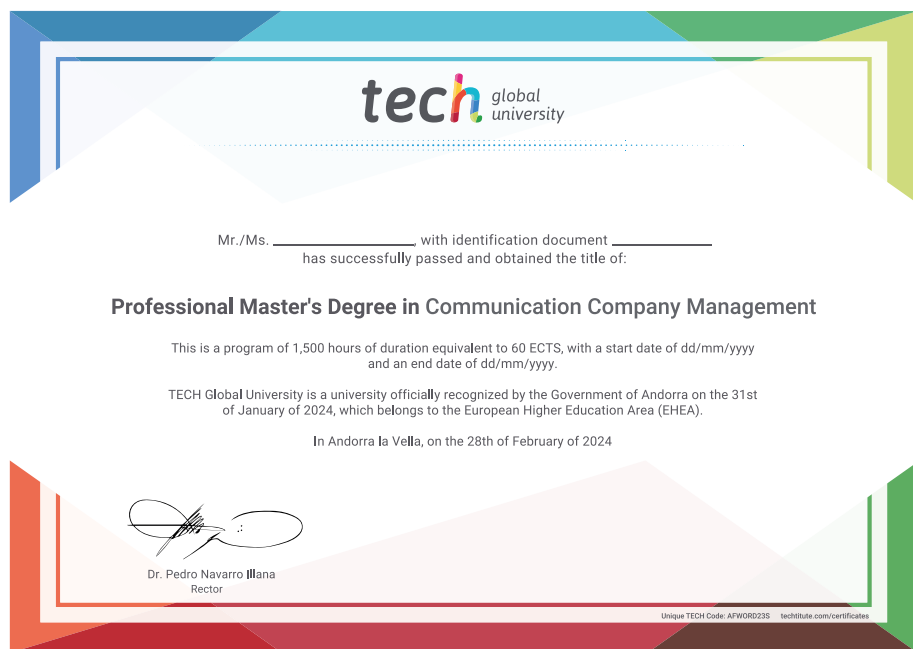 tech global
university
Mr./Ms. ____________________, with identification document ______________
has successfully passed and obtained the title of:
Professional Master's Degree in Communication Company Management
This is a program of 1,500 hours of duration equivalent to 60 ECTS, with a start date of dd/mm/yyyy
and an end date of dd/mm/yyyy.
TECH Global University is a university officially recognized by the Government of Andorra on the 31st
of January of 2024, which belongs to the European Higher Education Area (EHEA).
In Andorra la Vella, on the 28th of February of 2024
Dr. Pedro Navarro Illana
Rector
Unique TECH Code: AFWORD23S techtitute.com/certificates